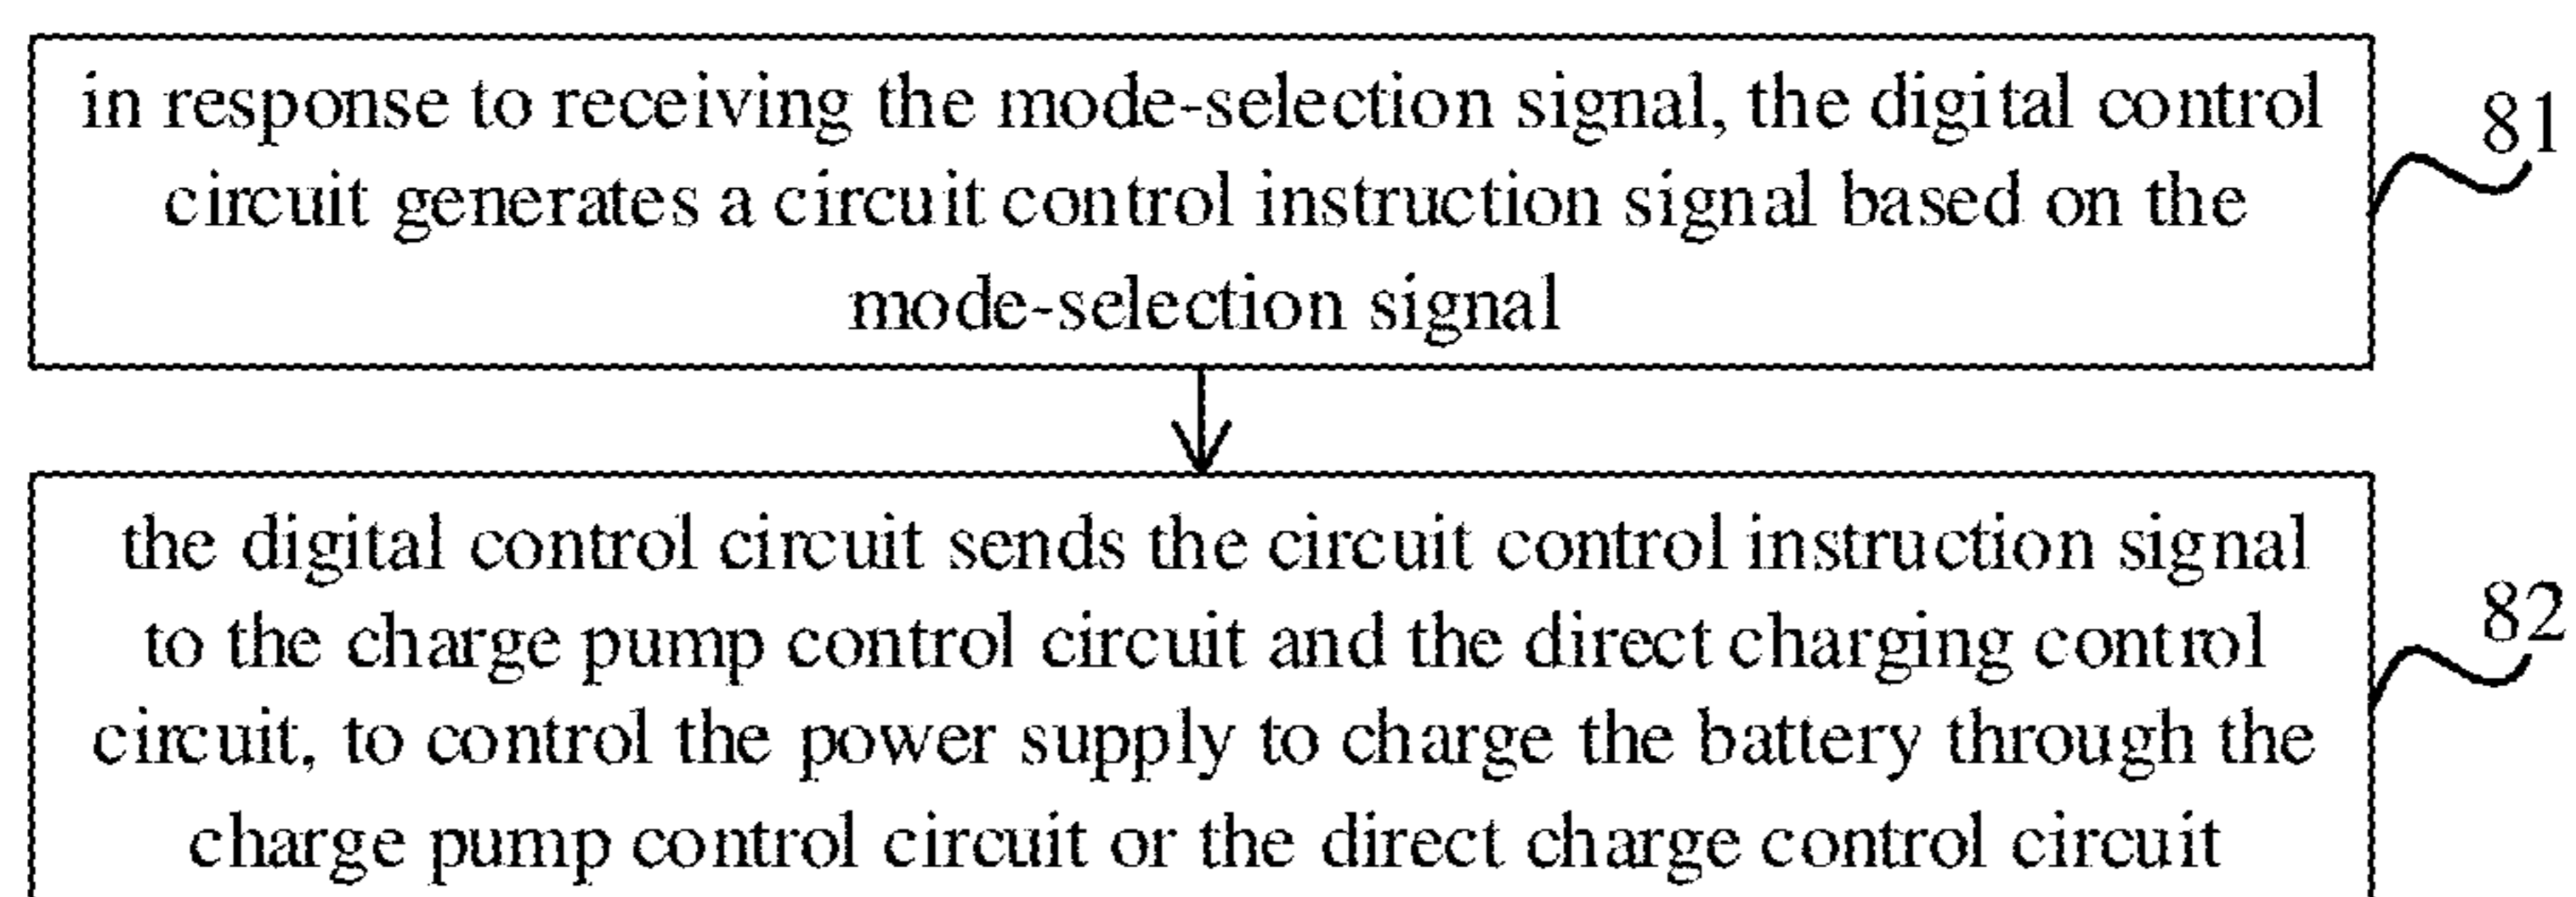 in response to receiving the mode-selection signal, the digital control
circuit generates a circuit control instruction signal based on the
mode-selection signal
81
the digital control circuit sends the circuit control instruction signal
to the charge pump control circuit and the direct charging control
circuit, to control the power supply to charge the battery through the
charge pump control circuit or the direct charge control circuit
82